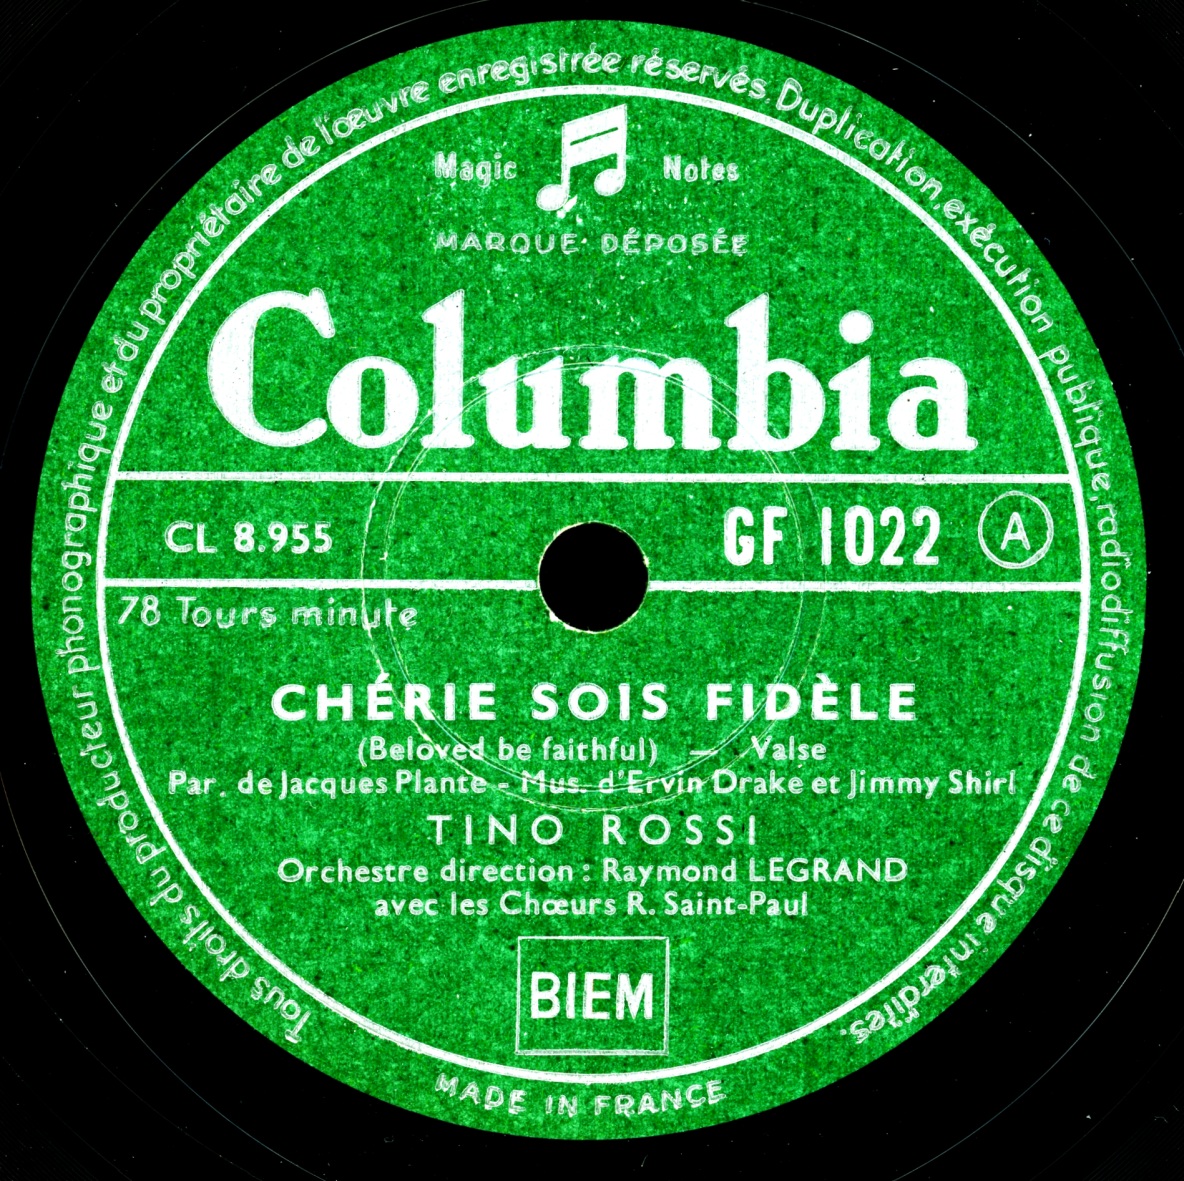 Tous droits du producteur phonographique et du propriétaire de l'œuvre enregistrée réservés. Duplication, exécution publique, radiodiffusion de ce disque interdites.
Magic Notes
MARQUE DÉPOSÉE
Columbia
CL 8.955 GF 1022 A
78 Tours minute
CHÉRIE SOIS FIDÈLE
(Beloved be faithful) — Valse
Par. de Jacques Plante - Mus. d'Ervin Drake et Jimmy Shirl
TINO ROSSI
Orchestre direction : Raymond LEGRAND
avec les Chœurs R. Saint-Paul
BIEM
MADE IN FRANCE